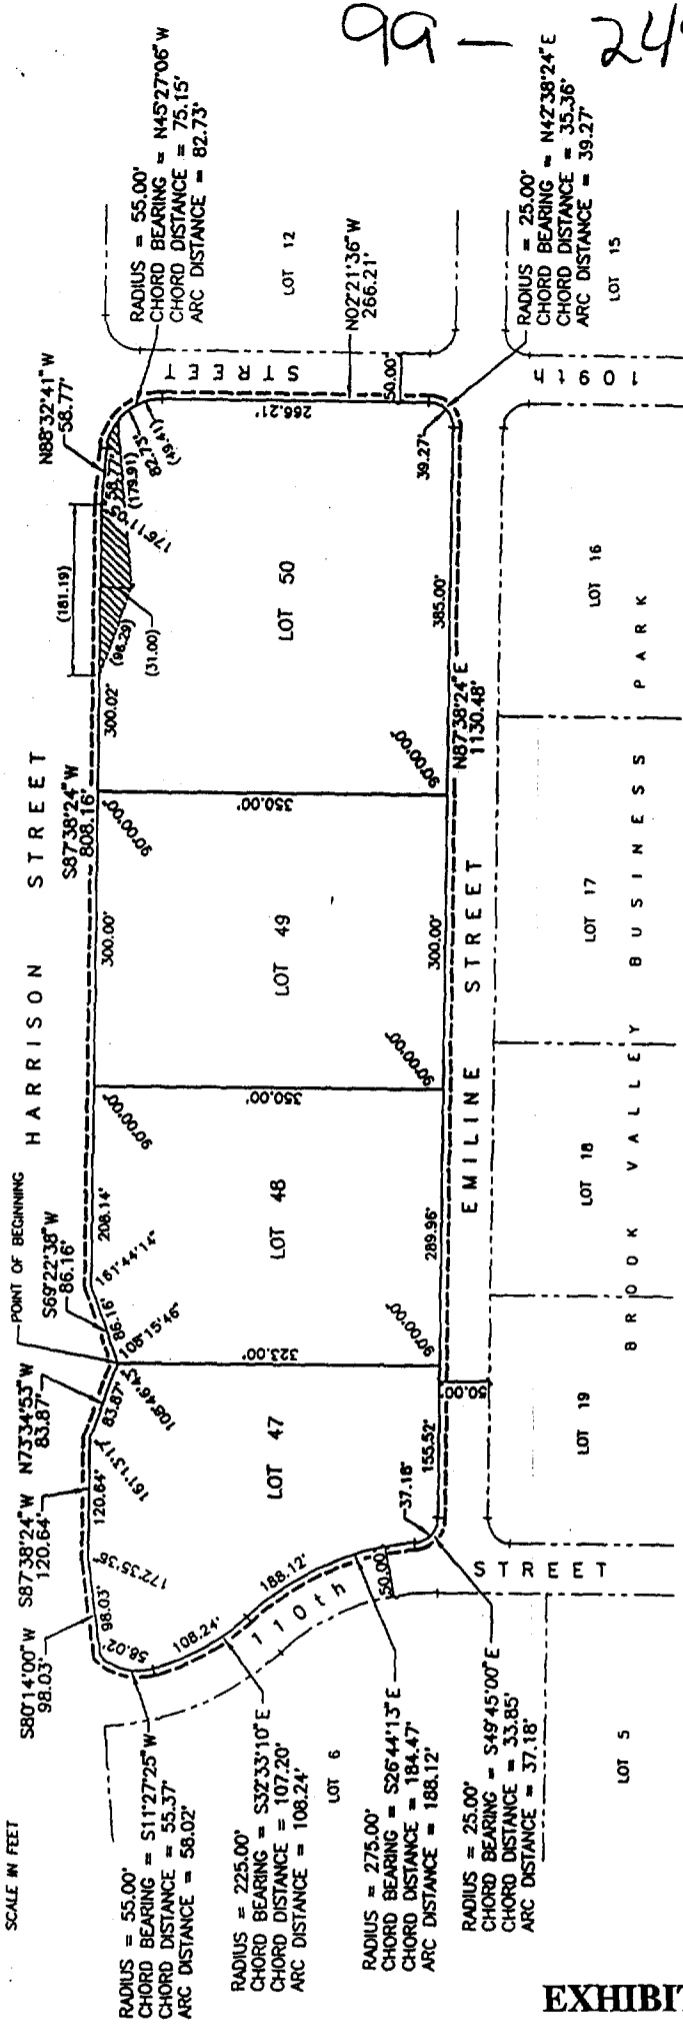 99 - 24
SCALE IN FEET
HARRISON STREET
POINT OF BEGINNING
S80°14'00"W
98.03'
S87°38'24"W
120.64'
N73°34'53"W
83.87'
S69°22'38"W
86.16'
S87°38'24"W
808.16'
N88°32'41"W
58.77'
RADIUS = 55.00'
CHORD BEARING = N45°27'06"W
CHORD DISTANCE = 75.15'
ARC DISTANCE = 82.73'
LOT 12
N02°21'36"W
266.21'
RADIUS = 25.00'
CHORD BEARING = N42°38'24"E
CHORD DISTANCE = 35.36'
ARC DISTANCE = 39.27'
LOT 15
109th STREET
50.00'
58.02'
98.03'
172°35'36"
120.64'
161°13'17"
83.87'
108°46'43"
108°15'46"
86.16'
161°44'14"
208.14'
90°00'00"
300.00'
90°00'00"
300.02'
(181.19)
(96.29)
(31.00)
176°11'05"
58.77'
(179.91)
82.73'
(49.41)
266.21'
108.24'
188.12'
LOT 47
323.00'
LOT 48
350.00'
LOT 49
350.00'
LOT 50
37.18'
155.52'
90°00'00"
289.96'
90°00'00"
300.00'
90°00'00"
385.00'
39.27'
N87°38'24"E
1130.48'
50.00'
EMILINE STREET
110th STREET
50.00'
LOT 19
LOT 18
LOT 17
LOT 16
BROOK VALLEY BUSINESS PARK
LOT 6
LOT 5
RADIUS = 55.00'
CHORD BEARING = S11°27'25"W
CHORD DISTANCE = 55.37'
ARC DISTANCE = 58.02'
RADIUS = 225.00'
CHORD BEARING = S32°33'10"E
CHORD DISTANCE = 107.20'
ARC DISTANCE = 108.24'
RADIUS = 275.00'
CHORD BEARING = S26°44'13"E
CHORD DISTANCE = 184.47'
ARC DISTANCE = 188.12'
RADIUS = 25.00'
CHORD BEARING = S49°45'00"E
CHORD DISTANCE = 33.85'
ARC DISTANCE = 37.18'
EXHIBIT